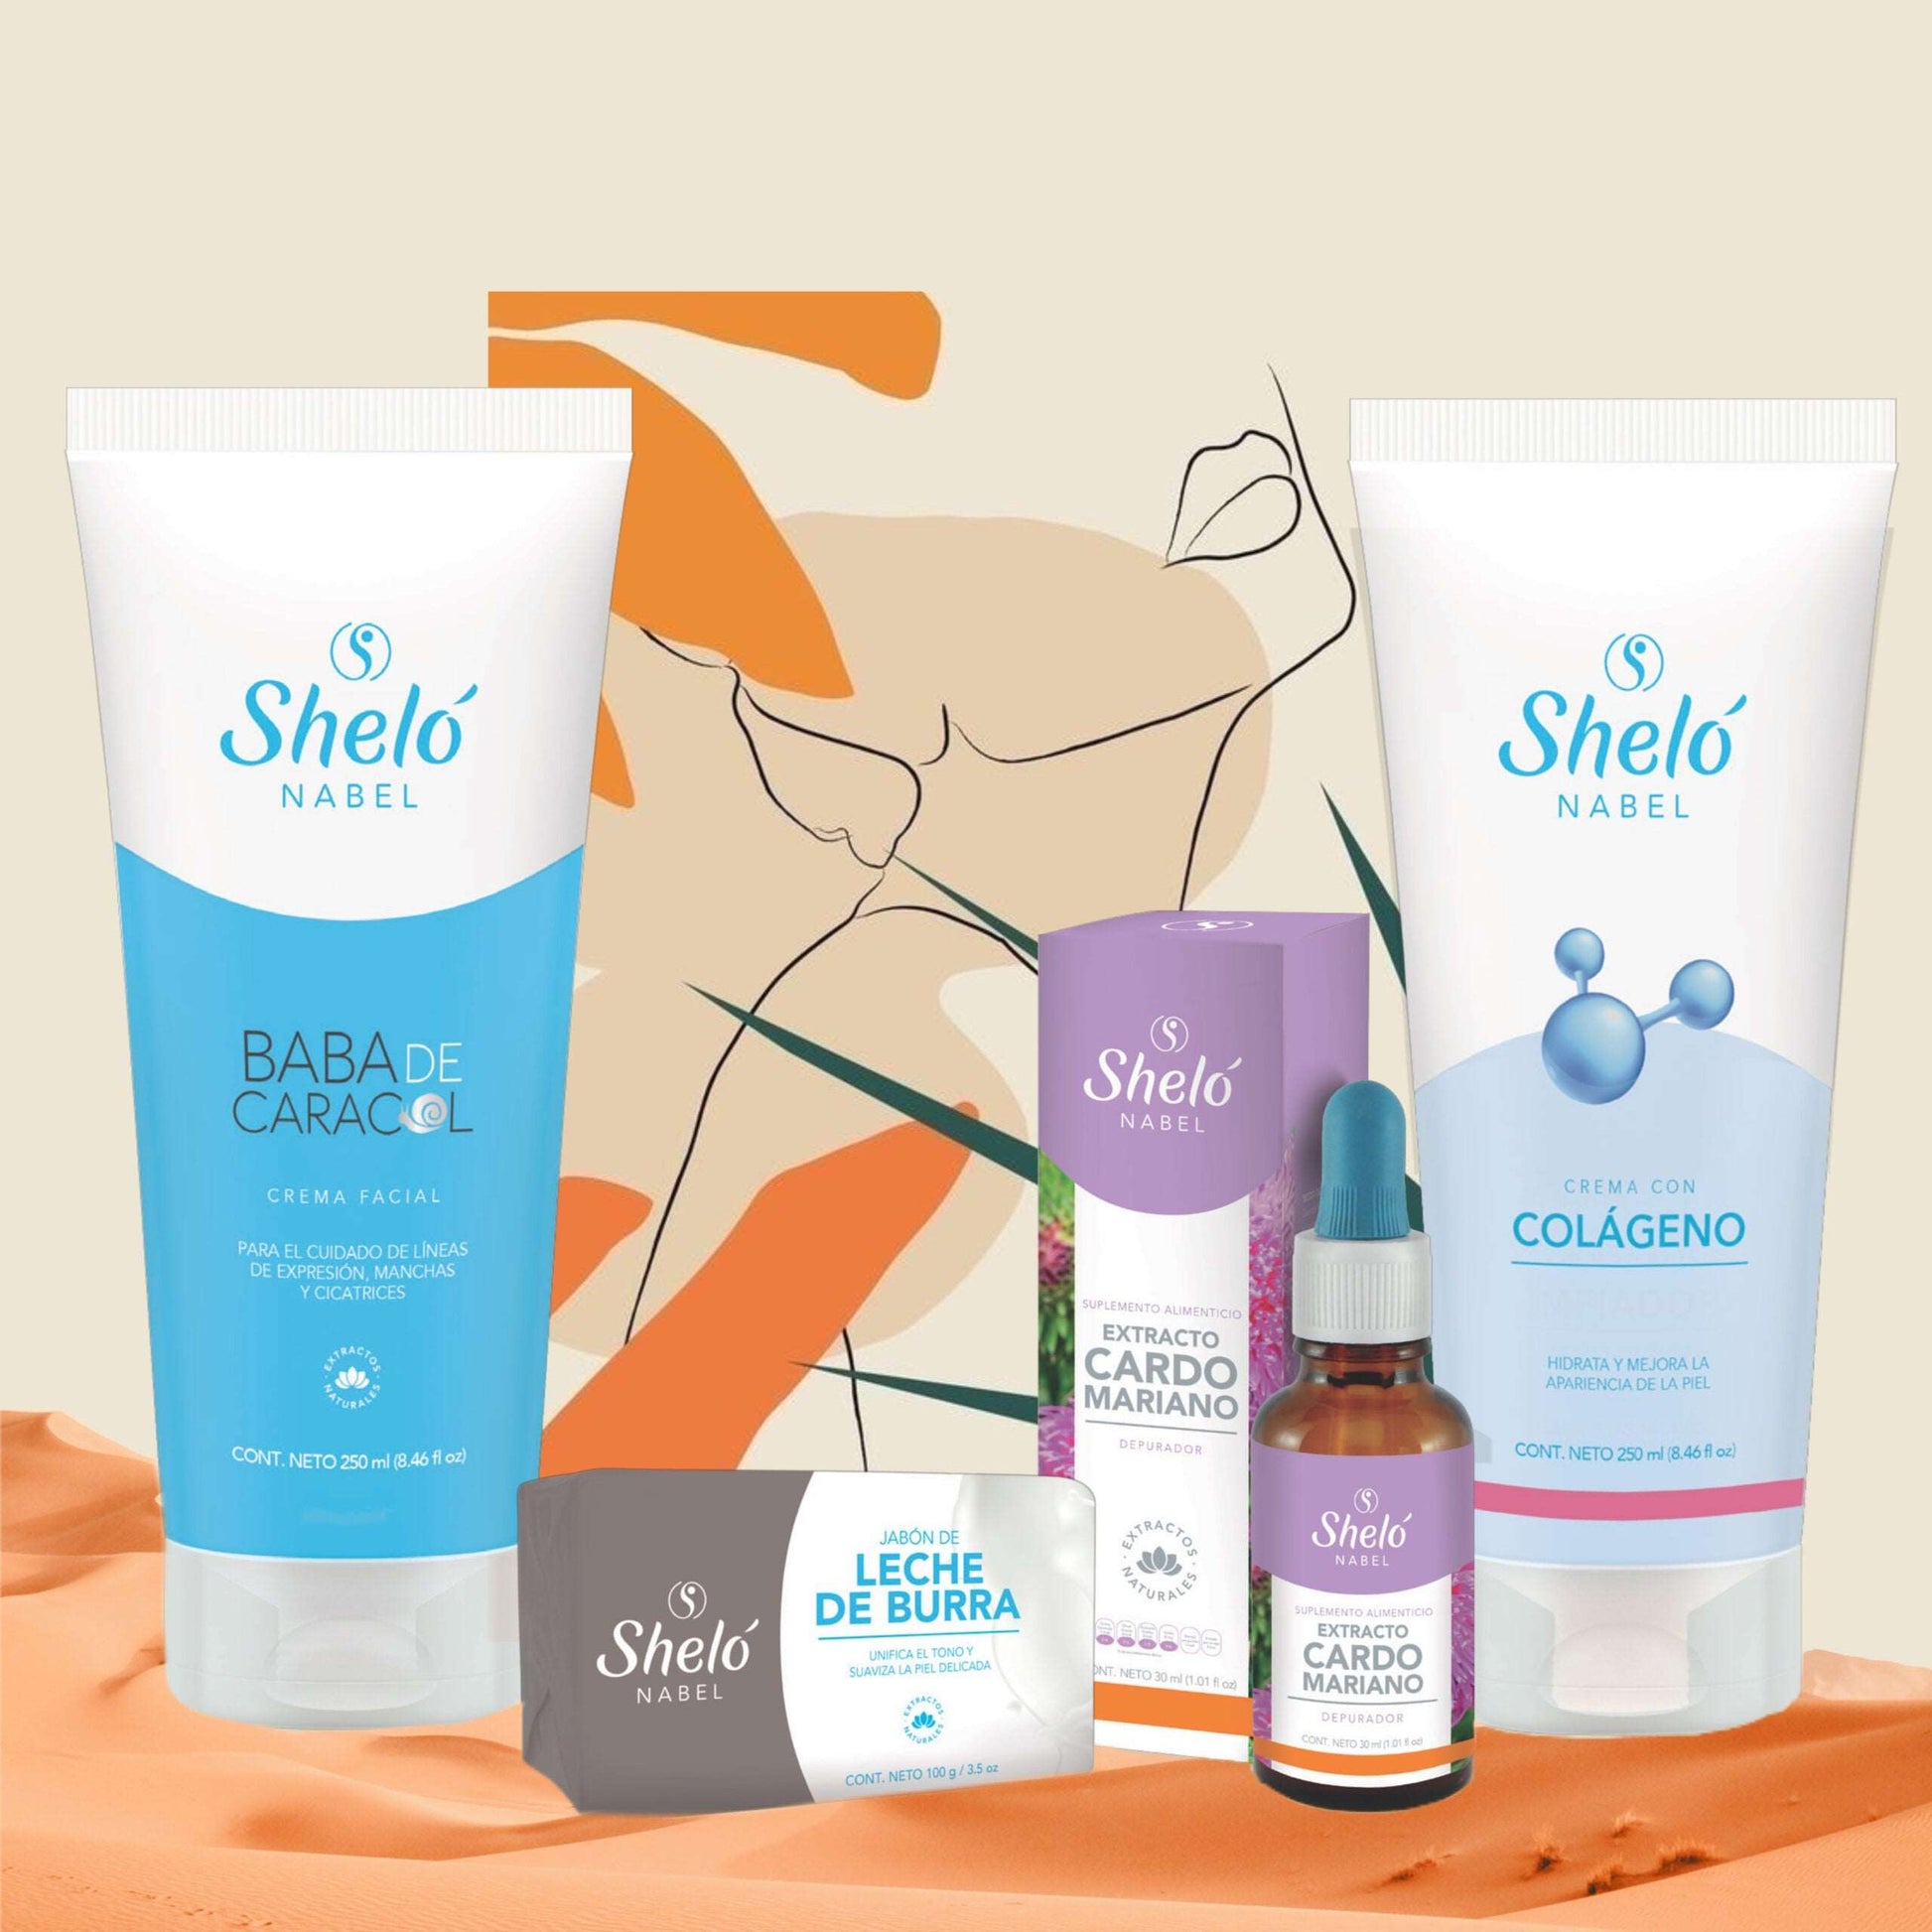 Sheló
NABEL
BABA DE
CARACOL
CREMA FACIAL
PARA EL CUIDADO DE LÍNEAS
DE EXPRESIÓN, MANCHAS
Y CICATRICES
EXTRACTOS
NATURALES
CONT. NETO 250 ml (8.46 fl oz)
Sheló
NABEL
JABÓN DE
LECHE
DE BURRA
UNIFICA EL TONO Y
SUAVIZA LA PIEL DELICADA
EXTRACTOS
NATURALES
CONT. NETO 100 g / 3.5 oz
Sheló
NABEL
SUPLEMENTO ALIMENTICIO
EXTRACTO
CARDO
MARIANO
DEPURADOR
EXTRACTOS
NATURALES
NETO 30 ml (1.01 fl oz)
Sheló
NABEL
SUPLEMENTO ALIMENTICIO
EXTRACTO
CARDO
MARIANO
DEPURADOR
CONT. NETO 30 ml (1.01 fl oz)
Sheló
NABEL
CREMA CON
COLÁGENO
HIDRATA Y MEJORA LA
APARIENCIA DE LA PIEL
CONT. NETO 250 ml (8.46 fl oz)